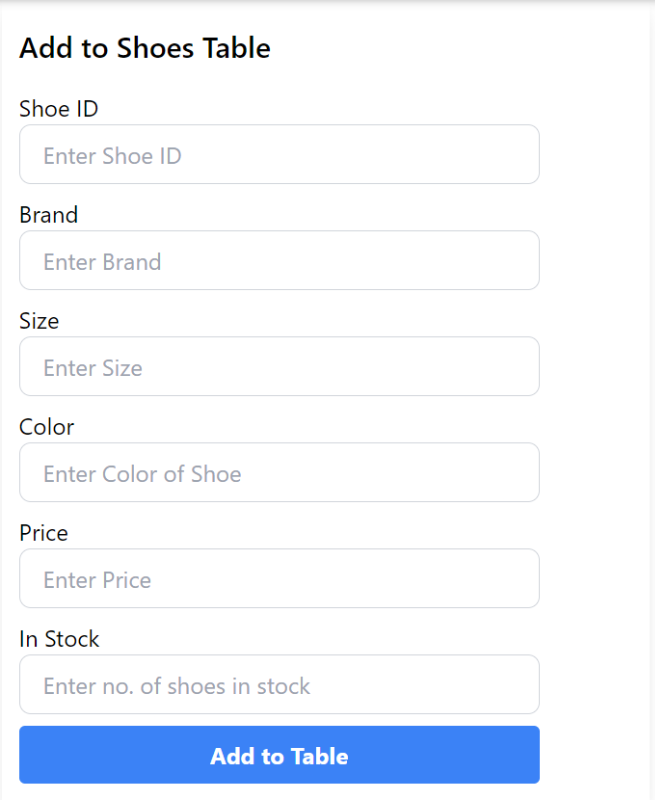 Add to Shoes Table
Shoe ID
Enter Shoe ID
Brand
Enter Brand
Size
Enter Size
Color
Enter Color of Shoe
Price
Enter Price
In Stock
Enter no. of shoes in stock
Add to Table